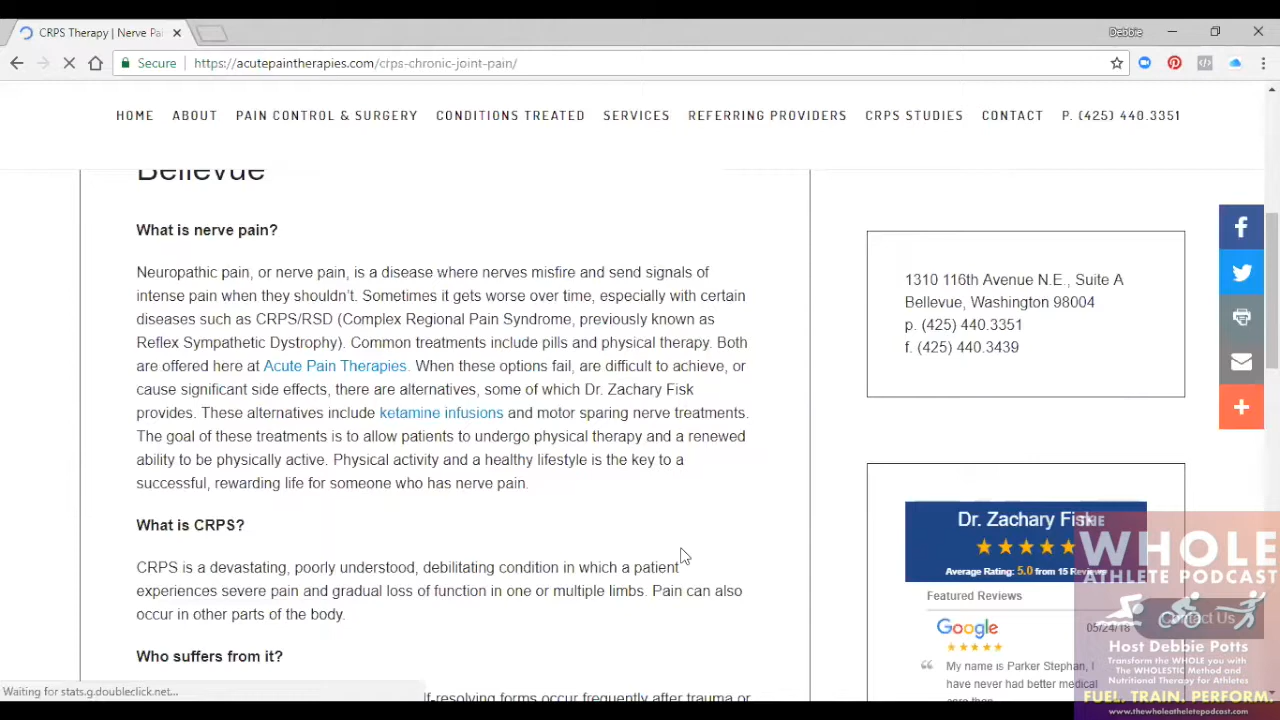 CRPS Therapy | Nerve Pa
Debbie
Secure
https://acutepaintherapies.com/crps-chronic-joint-pain/
HOME ABOUT PAIN CONTROL & SURGERY CONDITIONS TREATED SERVICES REFERRING PROVIDERS CRPS STUDIES CONTACT P. (425) 440.3351
Bellevue
What is nerve pain?
Neuropathic pain, or nerve pain, is a disease where nerves misfire and send signals of
intense pain when they shouldn't. Sometimes it gets worse over time, especially with certain
diseases such as CRPS/RSD (Complex Regional Pain Syndrome, previously known as
Reflex Sympathetic Dystrophy). Common treatments include pills and physical therapy. Both
are offered here at Acute Pain Therapies. When these options fail, are difficult to achieve, or
cause significant side effects, there are alternatives, some of which Dr. Zachary Fisk
provides. These alternatives include ketamine infusions and motor sparing nerve treatments.
The goal of these treatments is to allow patients to undergo physical therapy and a renewed
ability to be physically active. Physical activity and a healthy lifestyle is the key to a
successful, rewarding life for someone who has nerve pain.
What is CRPS?
CRPS is a devastating, poorly understood, debilitating condition in which a patient
experiences severe pain and gradual loss of function in one or multiple limbs. Pain can also
occur in other parts of the body.
Who suffers from it?
lf-resolving forms occur frequently after trauma or
Waiting for stats.g.doubleclick.net...
1310 116th Avenue N.E., Suite A
Bellevue, Washington 98004
p. (425) 440.3351
f. (425) 440.3439
Dr. Zachary Fisk
Average Rating: 5.0 from 15 Reviews
Featured Reviews
Google
05/24/18
My name is Parker Stephan, I
have never had better medical
care than
Contact Us
THE
WHOLE
ATHLETE PODCAST
Host Debbie Potts
Transform the WHOLE you with
The WHOLESTIC Method and
Nutritional Therapy for Athletes
FUEL. TRAIN. PERFORM.
www.thewholeatheletepodcast.com